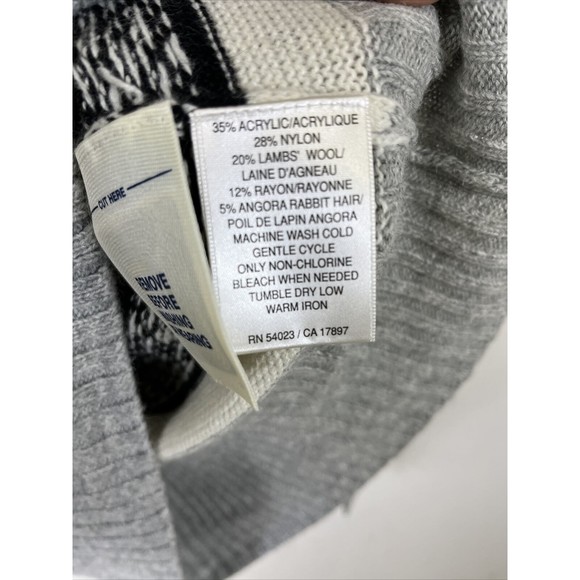 35% ACRYLIC/ACRYLIQUE
28% NYLON
20% LAMBS' WOOL/
LAINE D'AGNEAU
12% RAYON/RAYONNE
5% ANGORA RABBIT HAIR/
POIL DE LAPIN ANGORA
MACHINE WASH COLD
GENTLE CYCLE
ONLY NON-CHLORINE
BLEACH WHEN NEEDED
TUMBLE DRY LOW
WARM IRON
RN 54023 / CA 17897
CUT HERE
REMOVE
BEFORE
WEARING